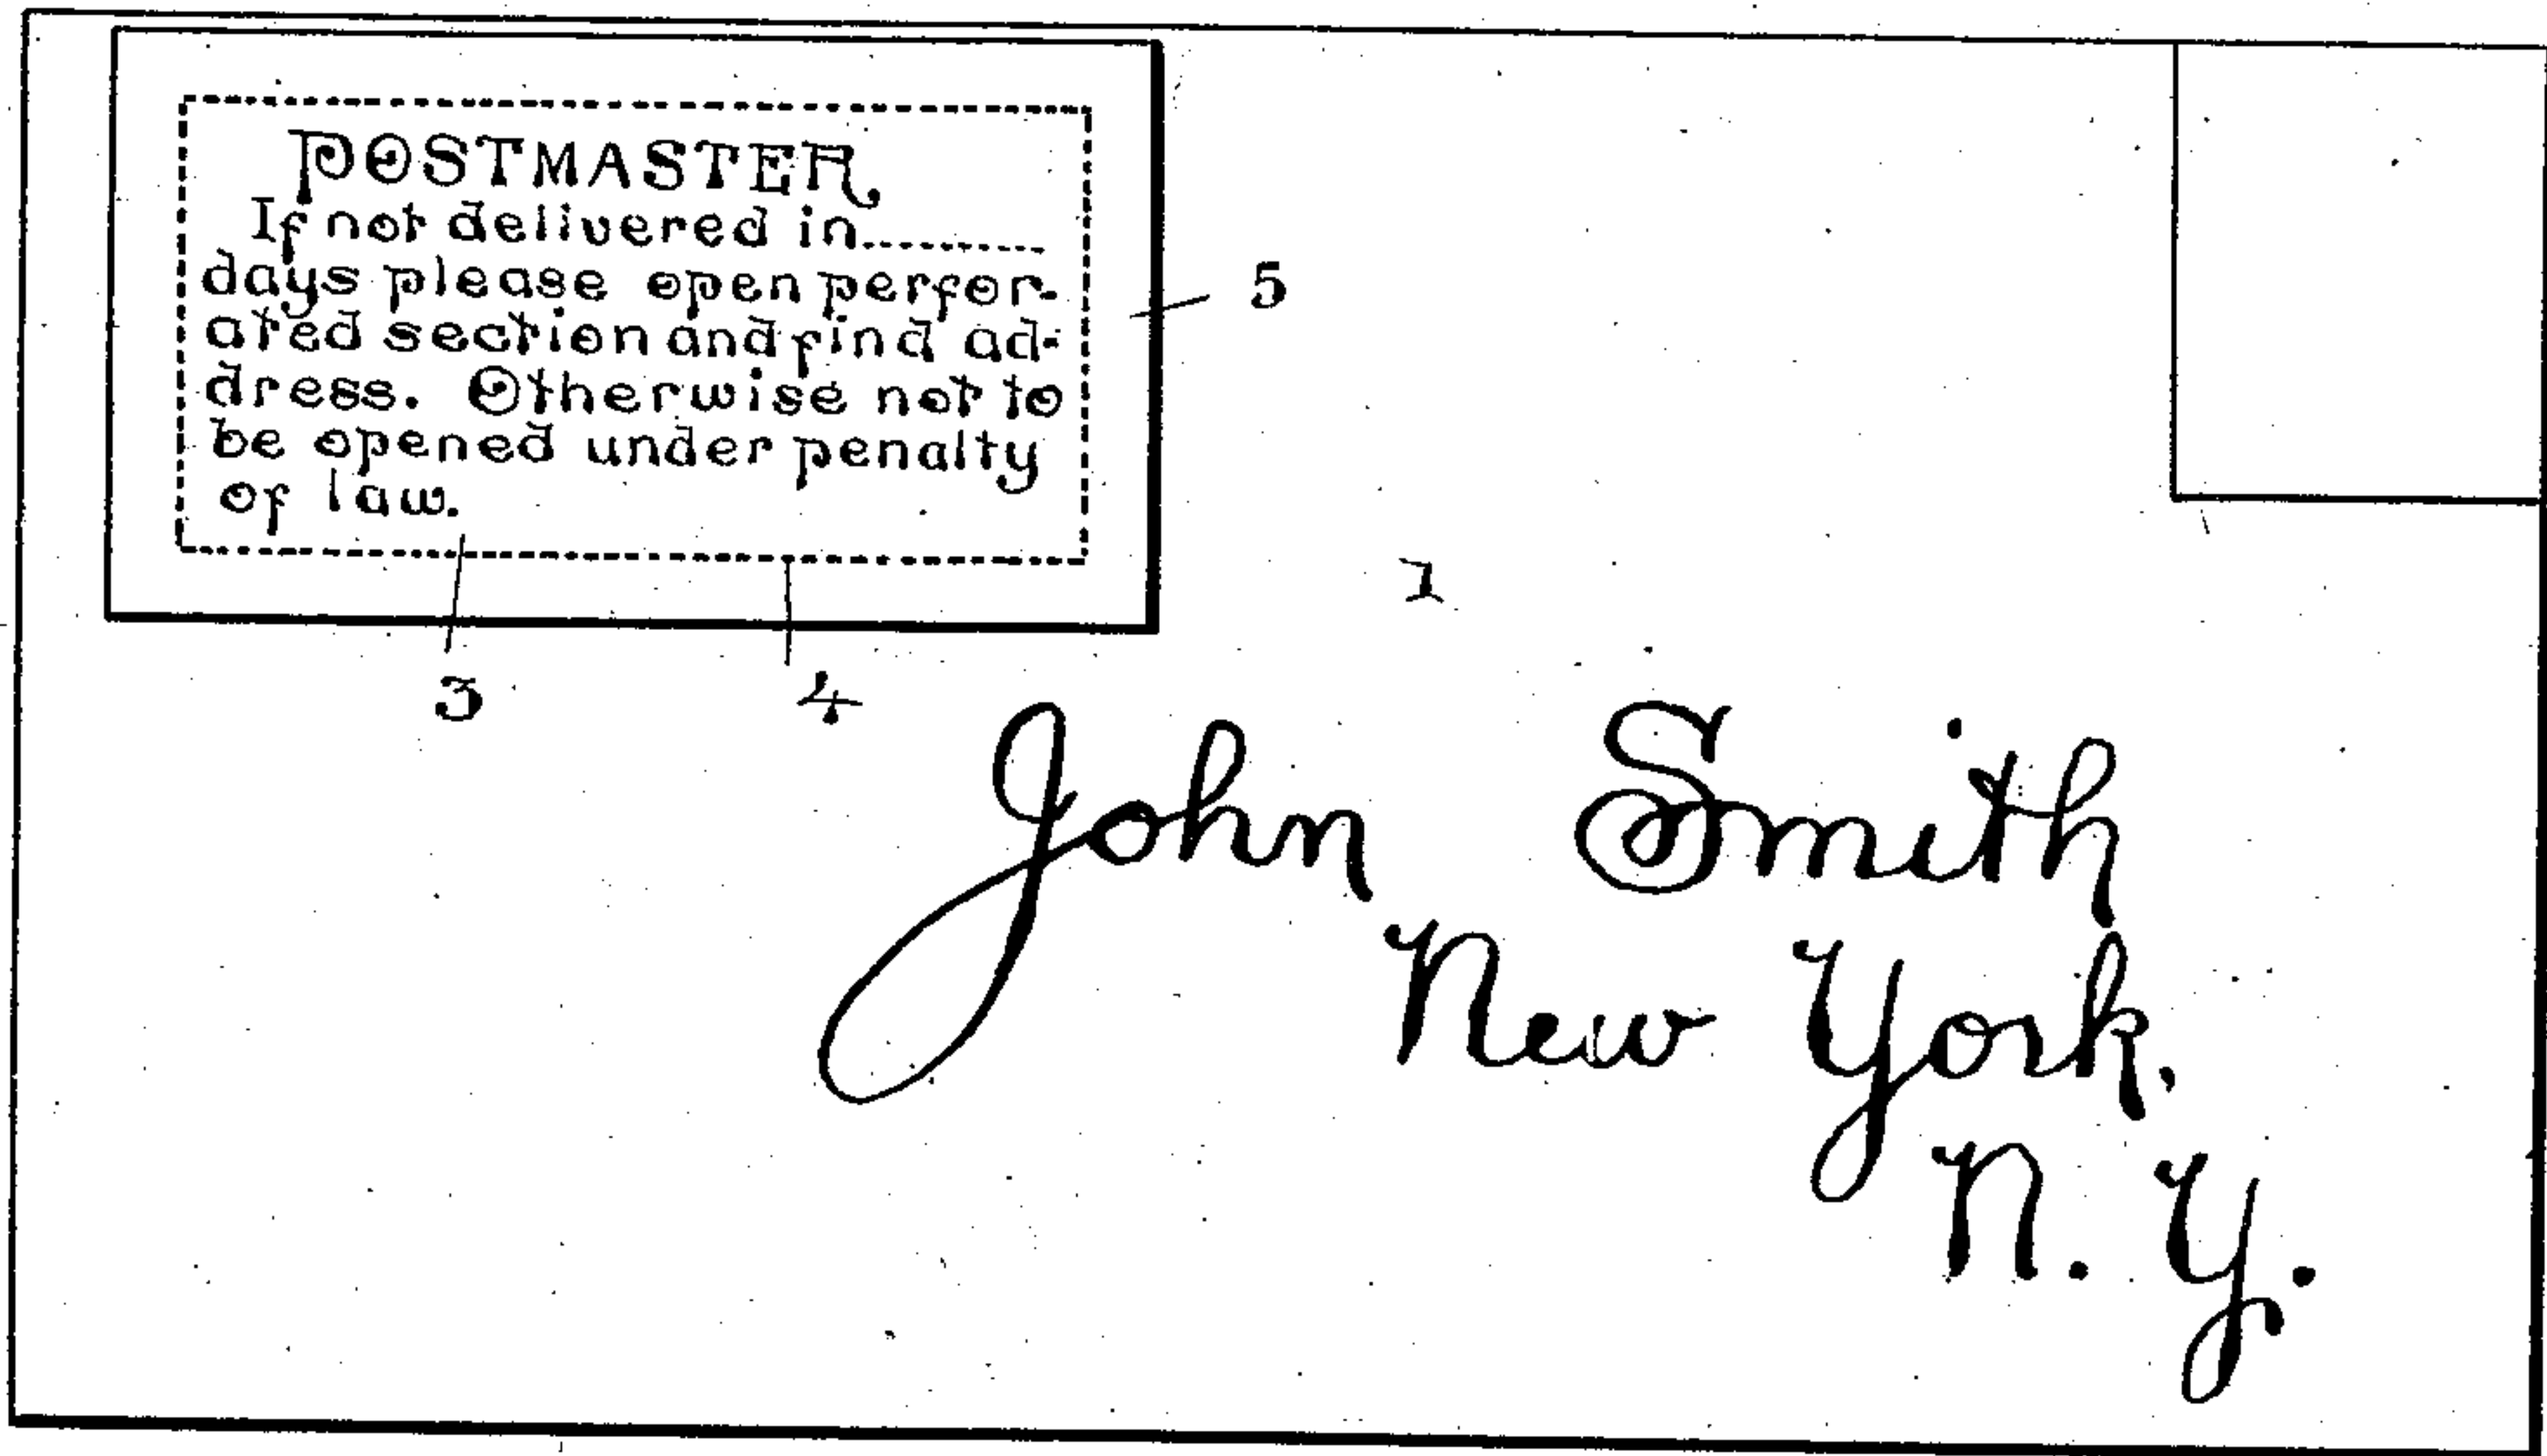 POSTMASTER
If not delivered in..........
days please open perfor-
ated section and find ad-
dress. Otherwise not to
be opened under penalty
of law.
5
1
3 4
John Smith
New York,
N. Y.